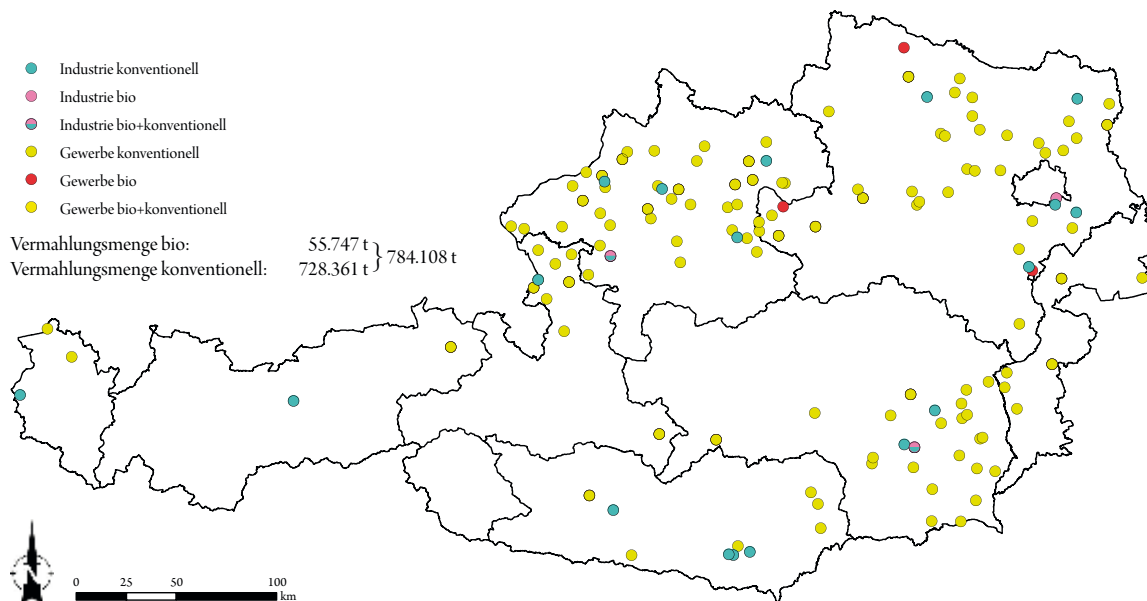 Industrie konventionell
Industrie bio
Industrie bio+konventionell
Gewerbe konventionell
Gewerbe bio
Gewerbe bio+konventionell
Vermahlungsmenge bio: 55.747 t
Vermahlungsmenge konventionell: 728.361 t } 784.108 t
N
0 25 50 100
km